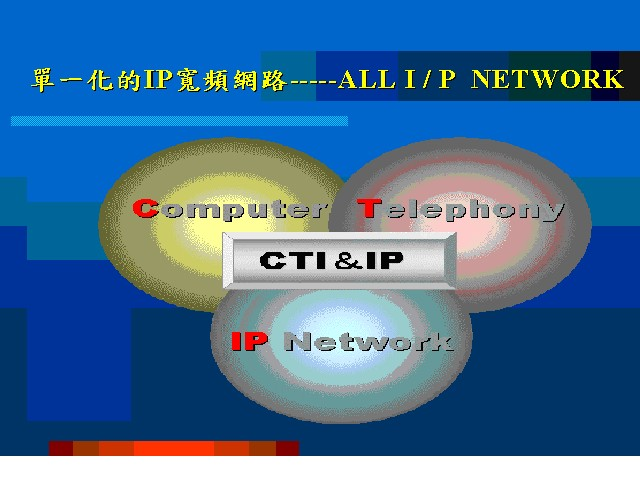 單一化的IP寬頻網路-----ALL I / P NETWORK
Computer
Telephony
CTI&IP
IP Network